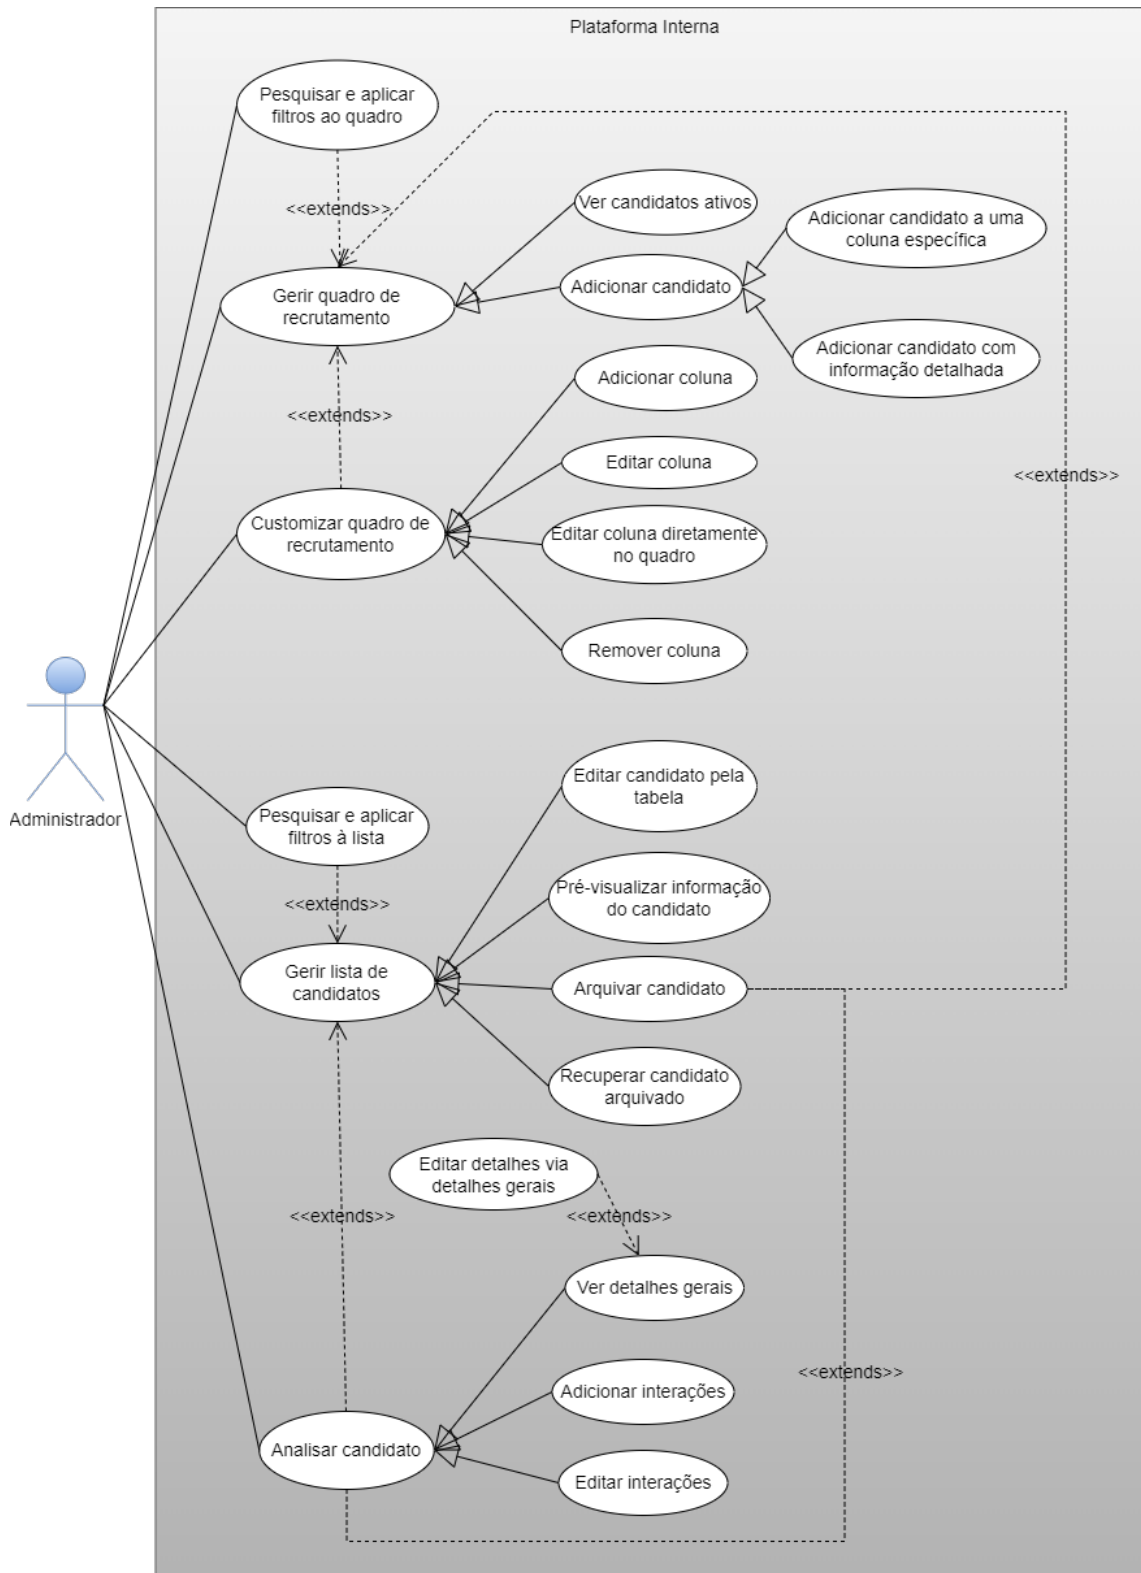 Plataforma Interna
Pesquisar e aplicar
filtros ao quadro
<<extends>>
Ver candidatos ativos
Adicionar candidato a uma
coluna específica
Gerir quadro de
recrutamento
Adicionar candidato
Adicionar candidato com
informação detalhada
Adicionar coluna
<<extends>>
Editar coluna
<<extends>>
Customizar quadro de
recrutamento
Editar coluna diretamente
no quadro
Remover coluna
Administrador
Editar candidato pela
tabela
Pesquisar e aplicar
filtros à lista
Pré-visualizar informação
do candidato
<<extends>>
Gerir lista de
candidatos
Arquivar candidato
Recuperar candidato
arquivado
Editar detalhes via
detalhes gerais
<<extends>>
<<extends>>
Ver detalhes gerais
<<extends>>
Adicionar interações
Analisar candidato
Editar interações